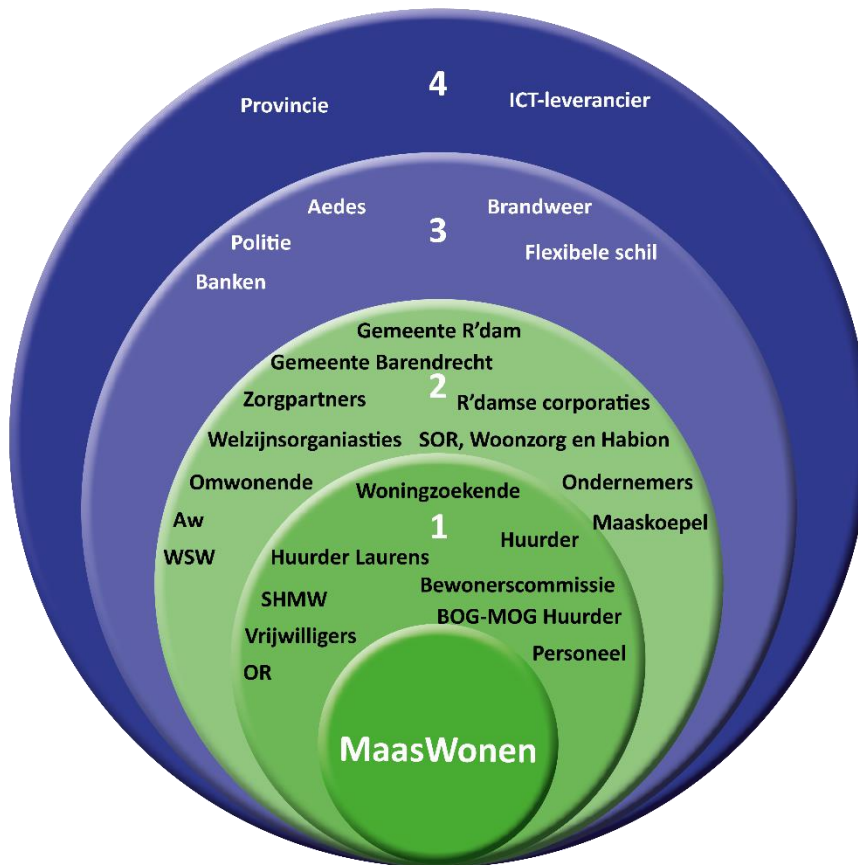 4
Provincie
ICT-leverancier
Aedes
Brandweer
3
Politie
Flexibele schil
Banken
Gemeente R'dam
Gemeente Barendrecht
2
Zorgpartners
R'damse corporaties
Welzijnsorganiasties
SOR, Woonzorg en Habion
Omwonende
Ondernemers
Woningzoekende
Aw
Maaskoepel
1
WSW
Huurder
Huurder Laurens
Bewonerscommissie
SHMW
BOG-MOG Huurder
Vrijwilligers
Personeel
OR
MaasWonen